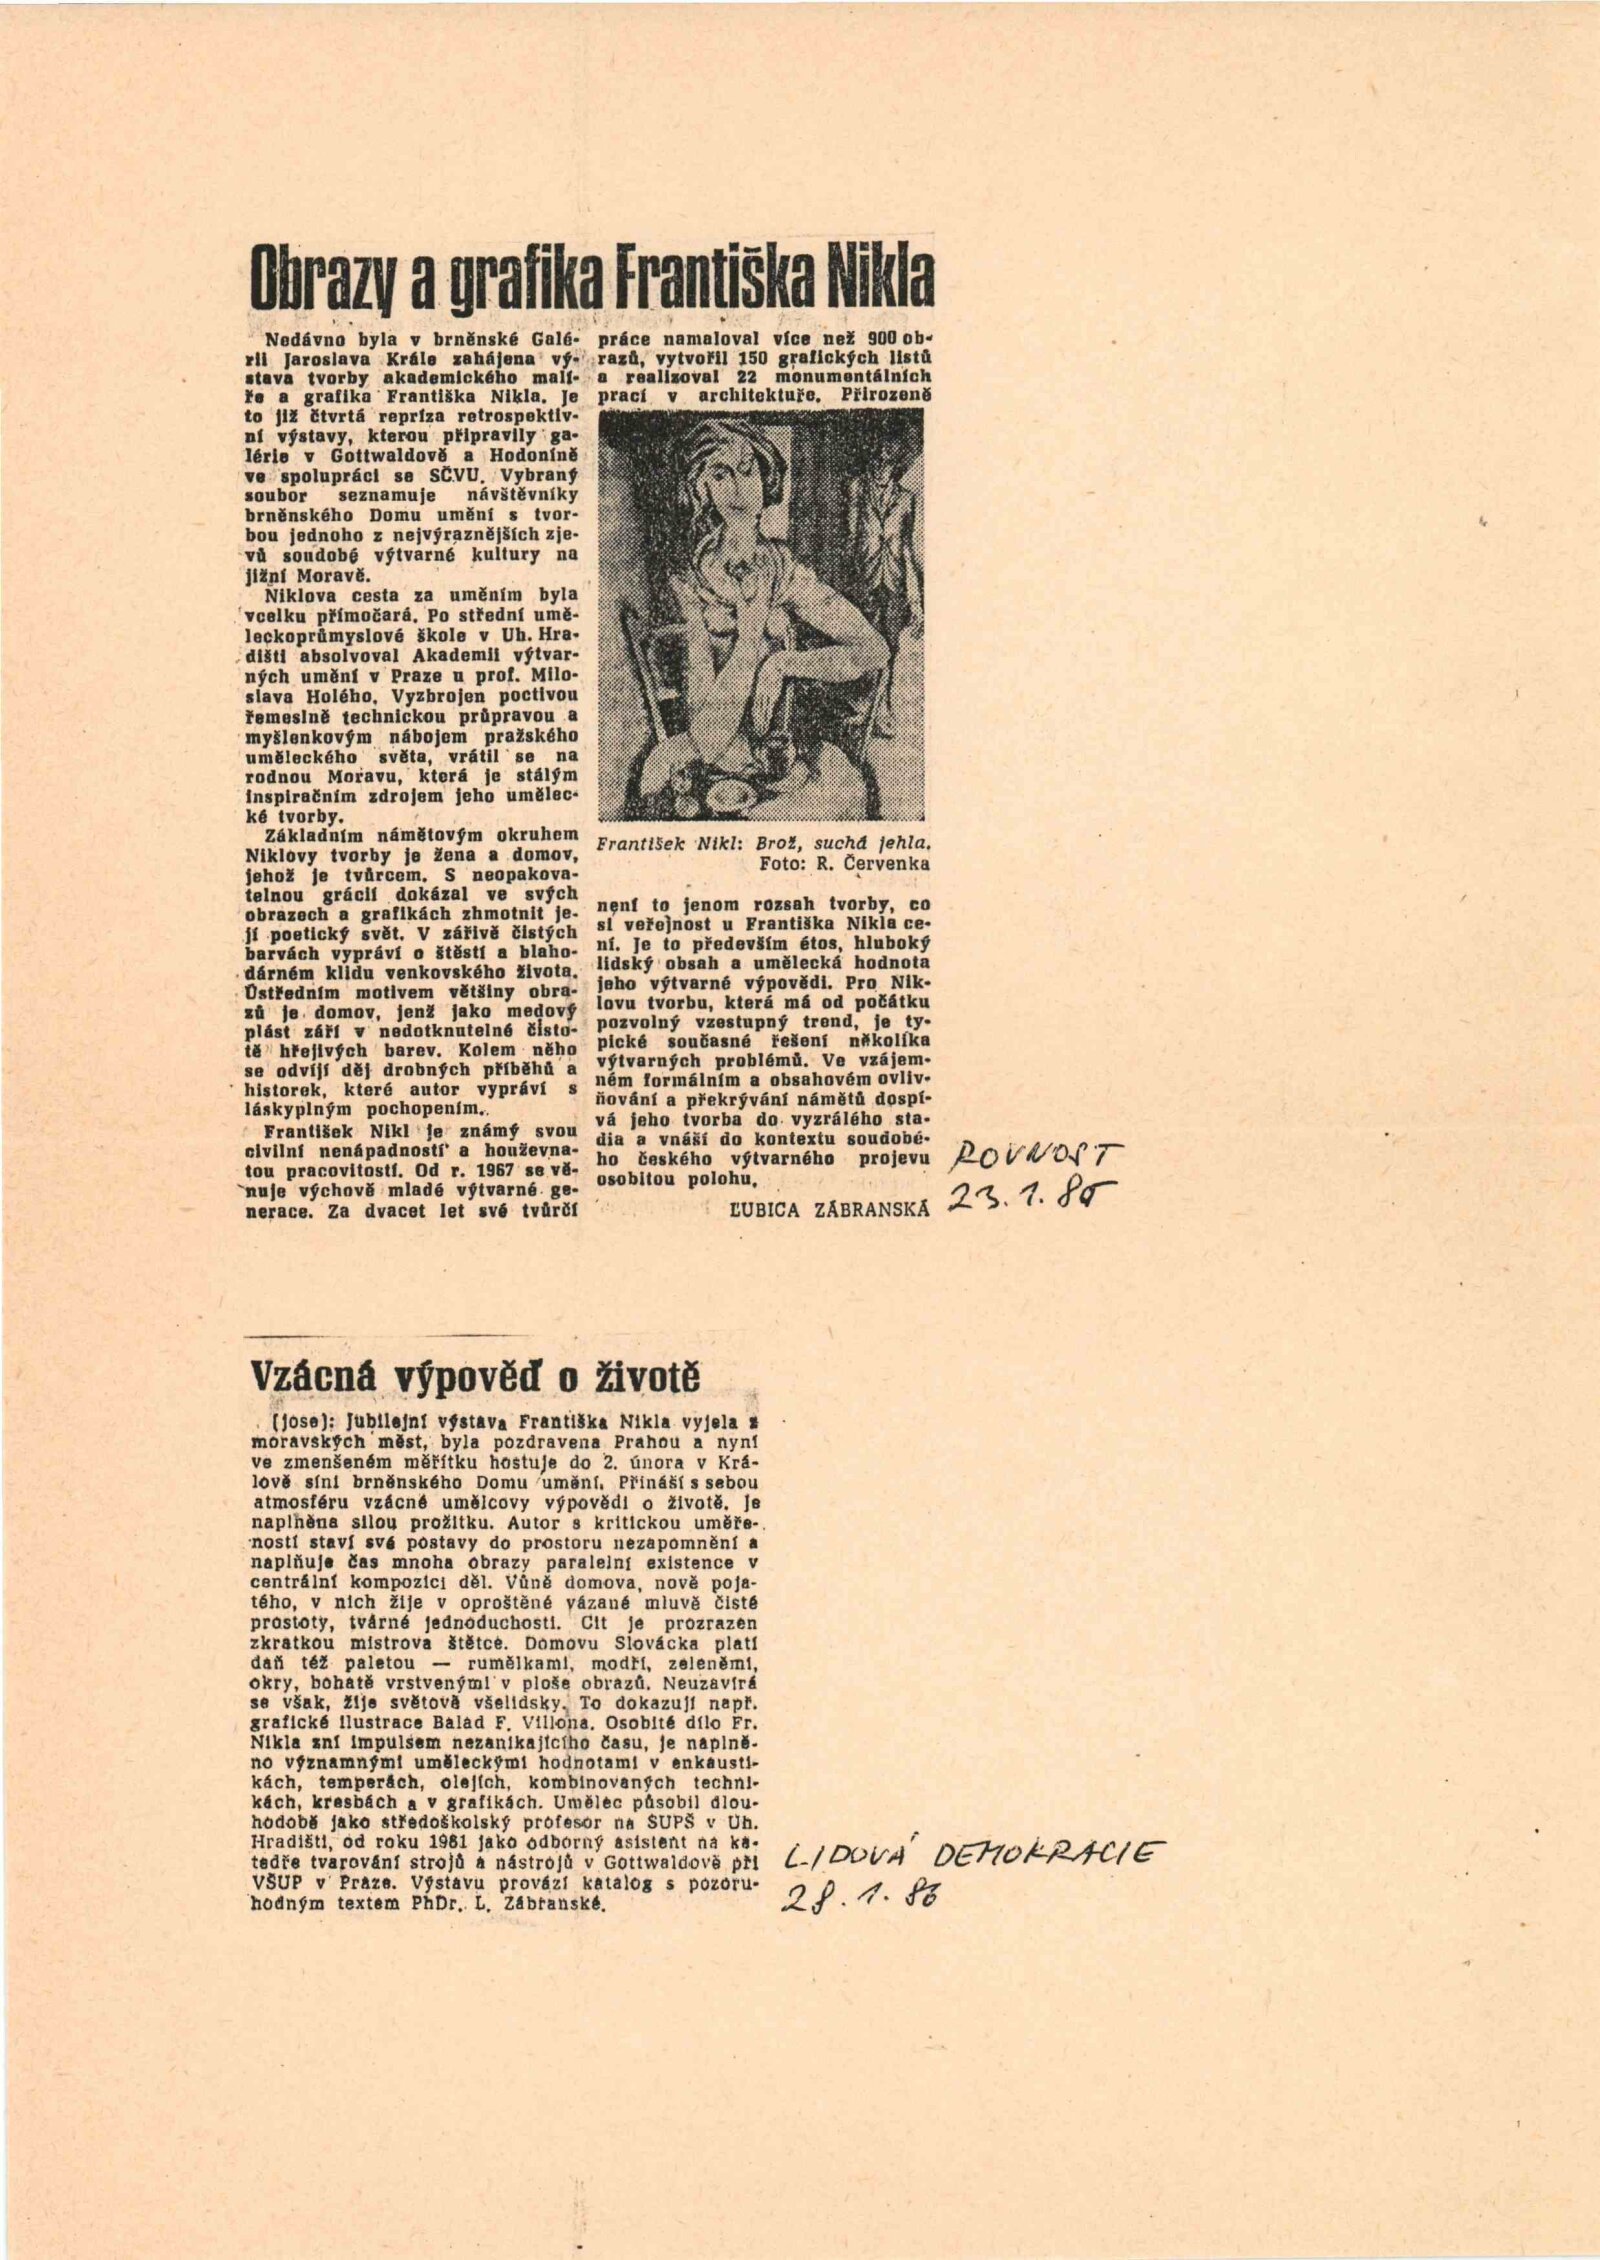 Obrazy a grafika Františka Nikla
Nedávno byla v brněnské Galé-
rii Jaroslava Krále zahájena vý-
stava tvorby akademického malí-
ře a grafika Františka Nikla. Je
to již čtvrtá repríza retrospektiv-
ní výstavy, kterou připravily ga-
lérie v Gottwaldově a Hodoníně
ve spolupráci se SČVU. Vybraný
soubor seznamuje návštěvníky
brněnského Domu umění s tvor-
bou jednoho z nejvýraznějších zje-
vů soudobé výtvarné kultury na
jižní Moravě.
Niklova cesta za uměním byla
vcelku přímočará. Po střední umě-
leckoprůmyslové škole v Uh. Hra-
dišti absolvoval Akademii výtvar-
ných umění v Praze u prof. Milo-
slava Holého. Vyzbrojen poctivou
řemeslně technickou průpravou a
myšlenkovým nábojem pražského
uměleckého světa, vrátil se na
rodnou Moravu, která je stálým
inspiračním zdrojem jeho umělec-
ké tvorby.
Základním námětovým okruhem
Niklovy tvorby je žena a domov,
jehož je tvůrcem. S neopakova-
telnou grácií dokázal ve svých
obrazech a grafikách zhmotnit je-
jí poetický svět. V zářivě čistých
barvách vypráví o štěstí a blaho-
dárném klidu venkovského života.
Ústředním motivem většiny obra-
zů je domov, jenž jako medový
plást září v nedotknutelné čisto-
tě hřejivých barev. Kolem něho
se odvíjí děj drobných příběhů a
historek, které autor vypráví s
láskyplným pochopením.
František Nikl je známý svou
civilní nenápadností a houževna-
tou pracovitostí. Od r. 1967 se vě-
nuje výchově mladé výtvarné ge-
nerace. Za dvacet let své tvůrčí
práce namaloval více než 900 ob-
razů, vytvořil 150 grafických listů
a realizoval 22 monumentálních
prací v architektuře. Přirozeně
František Nikl: Brož, suchá jehla.
Foto: R. Červenka
není to jenom rozsah tvorby, co
si veřejnost u Františka Nikla ce-
ní. Je to především étos, hluboký
lidský obsah a umělecká hodnota
jeho výtvarné výpovědi. Pro Nik-
lovu tvorbu, která má od počátku
pozvolný vzestupný trend, je ty-
pické současné řešení několika
výtvarných problémů. Ve vzájem-
ném formálním a obsahovém ovliv-
ňování a překrývání námětů dospí-
vá jeho tvorba do vyzrálého sta-
dia a vnáší do kontextu soudobé-
ho českého výtvarného projevu
osobitou polohu.
ĽUBICA ZÁBRANSKÁ
ROVNOST
23.1.86
Vzácná výpověď o životě
(jose): Jubilejní výstava Františka Nikla vyjela z
moravských měst, byla pozdravena Prahou a nyní
ve zmenšeném měřítku hostuje do 2. února v Krá-
lově síni brněnského Domu umění. Přináší s sebou
atmosféru vzácné umělcovy výpovědi o životě. Je
naplněna silou prožitku. Autor s kritickou uměře-
ností staví své postavy do prostoru nezapomnění a
naplňuje čas mnoha obrazy paralelní existence v
centrální kompozici děl. Vůně domova, nově poja-
tého, v nich žije v oproštěné vázané mluvě čisté
prostoty, tvárné jednoduchosti. Cit je prozrazen
zkratkou mistrova štětce. Domovu Slovácka platí
daň též paletou — rumělkami, modří, zeleněmi,
okry, bohatě vrstvenými v ploše obrazů. Neuzavírá
se však, žije světově všelidsky. To dokazují např.
grafické ilustrace Balad F. Villona. Osobité dílo Fr.
Nikla zní impulsem nezanikajícího času, je naplně-
no významnými uměleckými hodnotami v enkausti-
kách, temperách, olejích, kombinovaných techni-
kách, kresbách a v grafikách. Umělec působil dlou-
hodobě jako středoškolský profesor na SUPŠ v Uh.
Hradišti, od roku 1981 jako odborný asistent na ka-
tedře tvarování strojů a nástrojů v Gottwaldově při
VŠUP v Praze. Výstavu provází katalog s pozoru-
hodným textem PhDr. L. Zábranské.
LIDOVÁ DEMOKRACIE
28.1.86